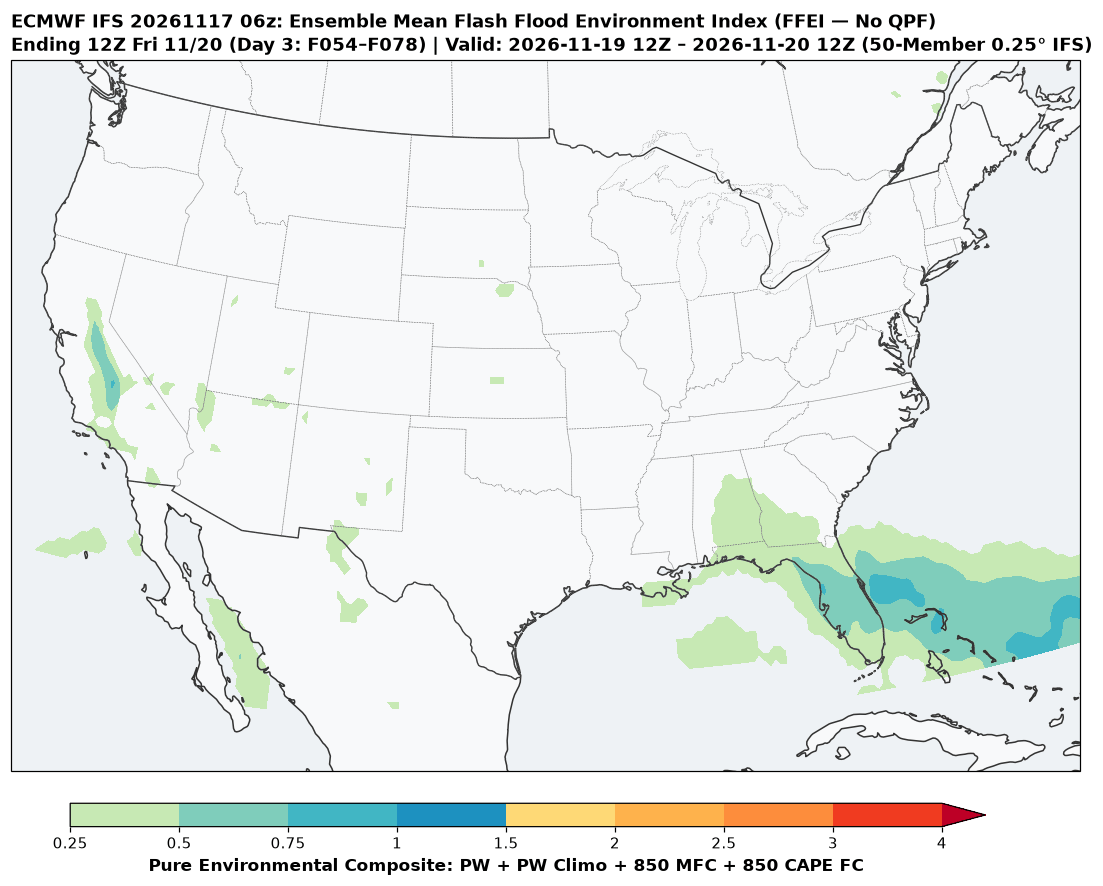 ECMWF IFS 20261117 06z: Ensemble Mean Flash Flood Environment Index (FFEI — No QPF)
Ending 12Z Fri 11/20 (Day 3: F054–F078) | Valid: 2026-11-19 12Z – 2026-11-20 12Z (50-Member 0.25° IFS)
0.25 0.5 0.75 1 1.5 2 2.5 3 4
Pure Environmental Composite: PW + PW Climo + 850 MFC + 850 CAPE FC